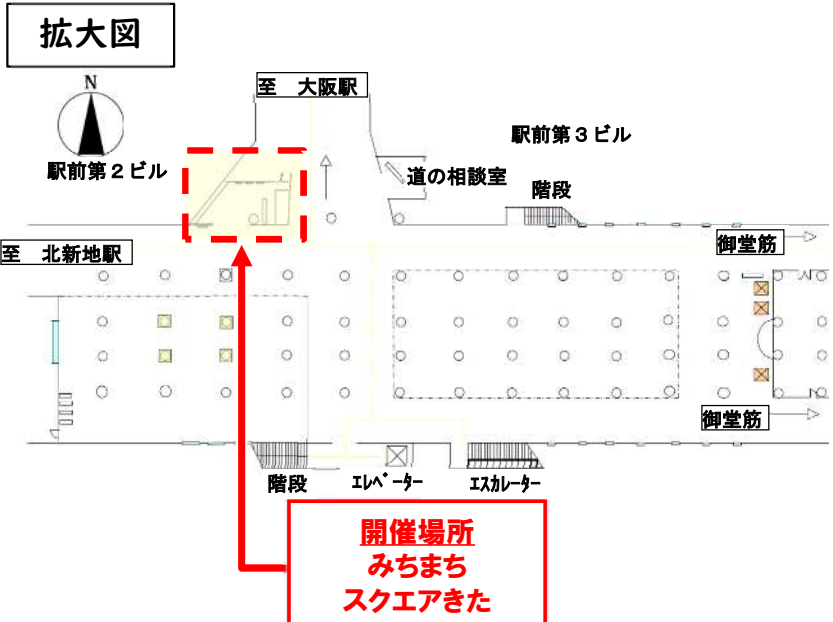 拡大図
N
至　大阪駅
駅前第３ビル
駅前第２ビル
道の相談室
階段
御堂筋
至　北新地駅
御堂筋
階段
ｴﾚﾍﾞｰﾀｰ
ｴｽｶﾚｰﾀｰ
開催場所
みちまち
スクエアきた